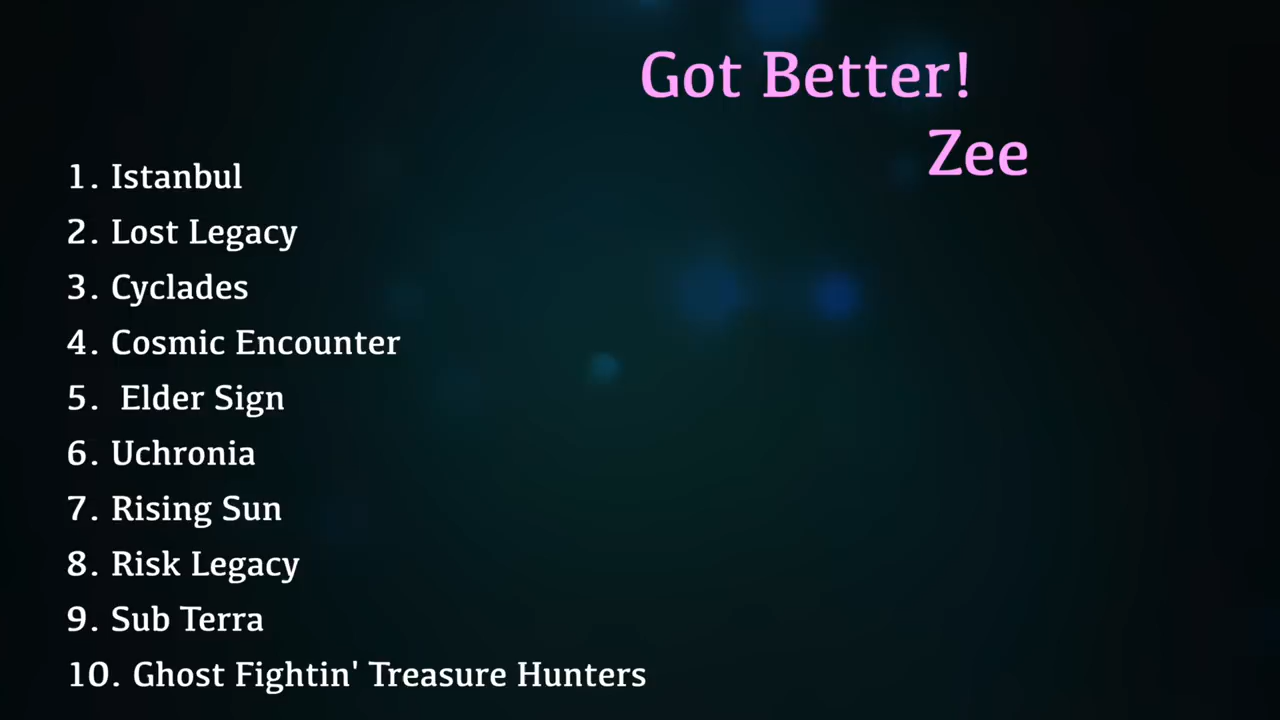 Got Better!
Zee
1. Istanbul
2. Lost Legacy
3. Cyclades
4. Cosmic Encounter
5.  Elder Sign
6. Uchronia
7. Rising Sun
8. Risk Legacy
9. Sub Terra
10. Ghost Fightin' Treasure Hunters